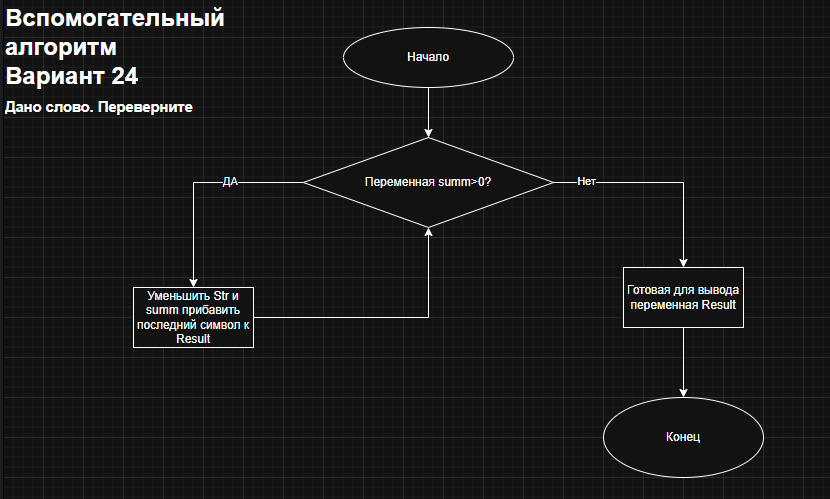 Вспомогательный
алгоритм
Вариант 24
Дано слово. Переверните
Начало
Переменная summ>0?
ДА
Нет
Уменьшить Str и
summ прибавить
последний символ к
Result
Готовая для вывода
переменная Result
Конец